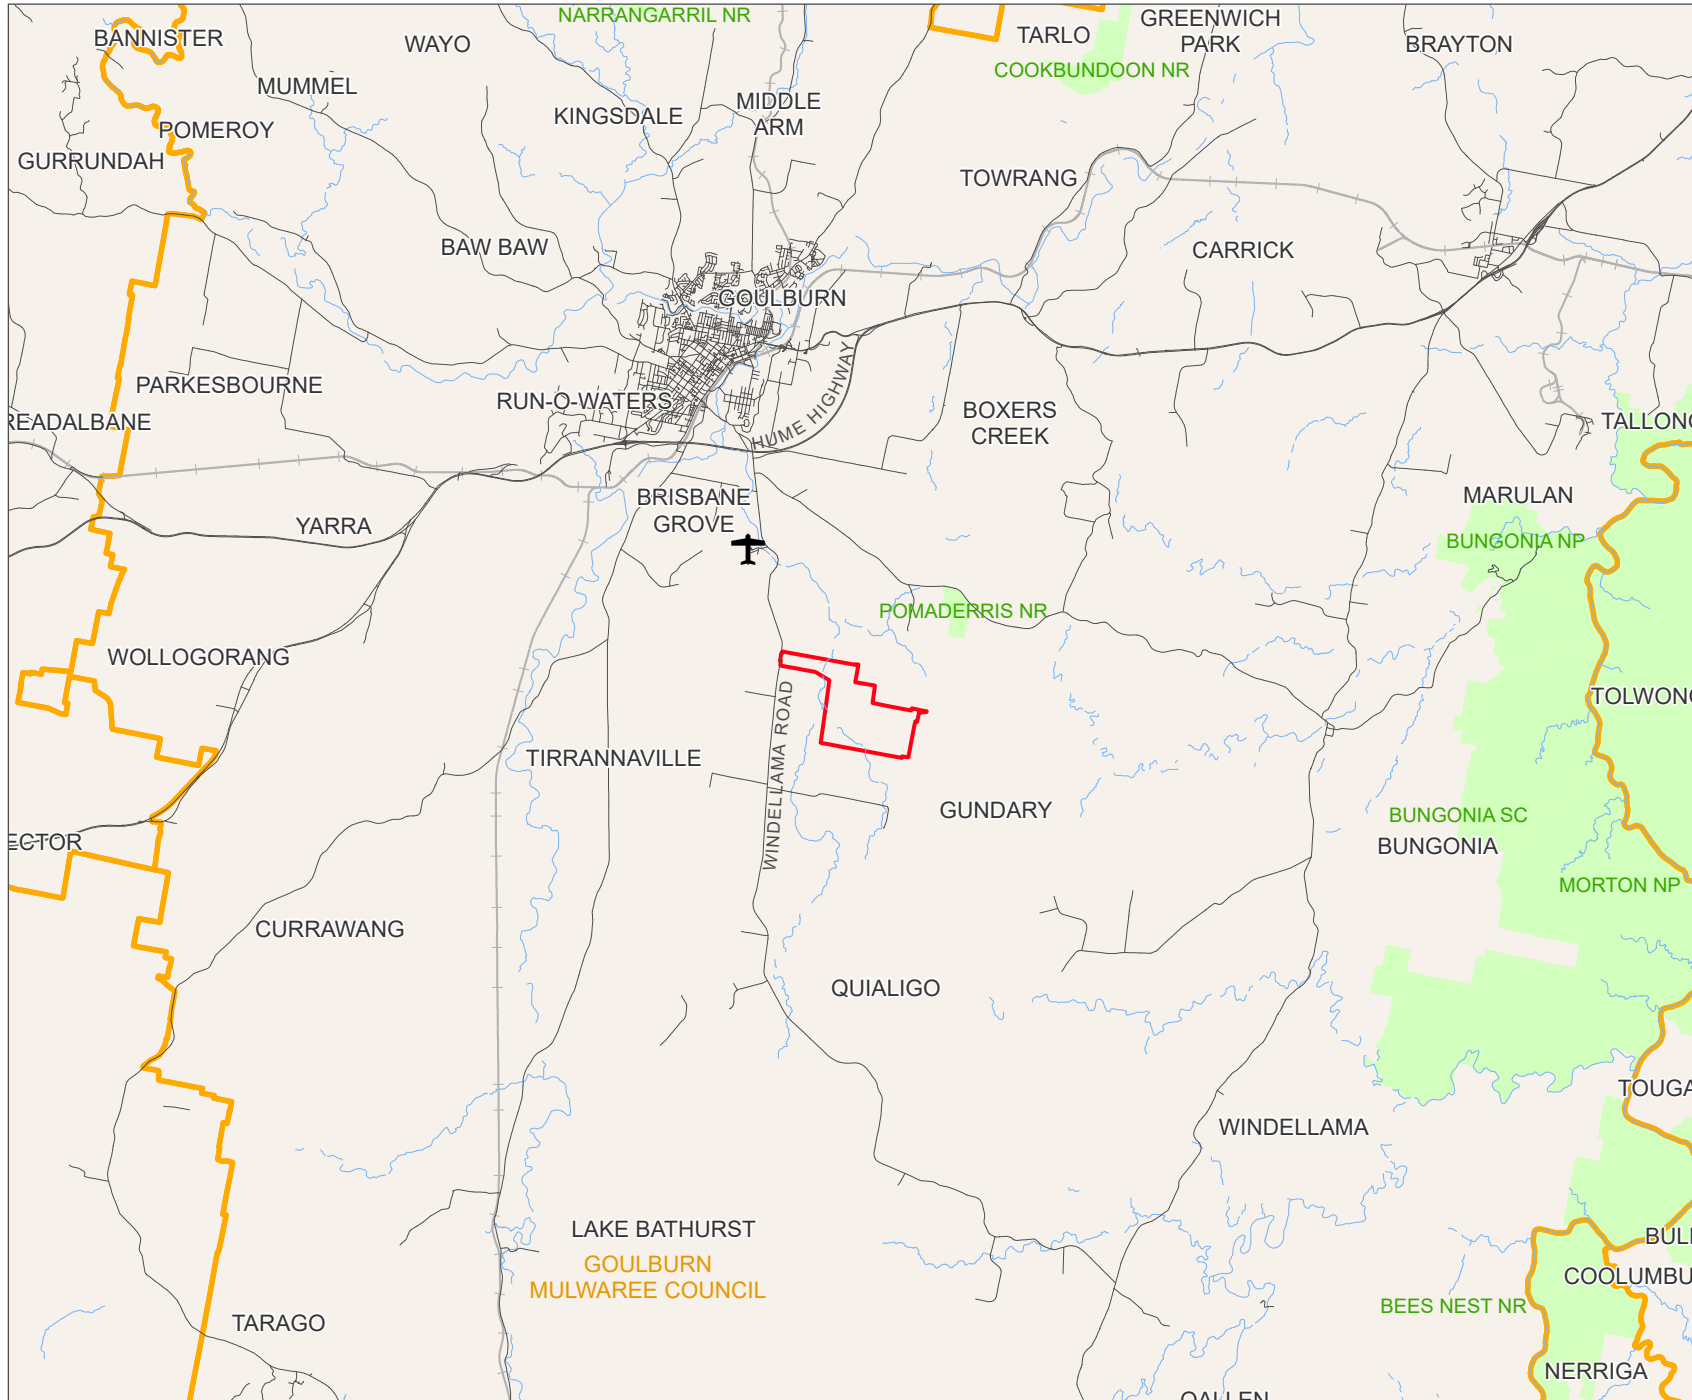 NARRANGARRIL NR
GREENWICH
PARK
BANNISTER
WAYO
TARLO
BRAYTON
COOKBUNDOON NR
MUMMEL
MIDDLE
ARM
KINGSDALE
POMEROY
GURRUNDAH
TOWRANG
BAW BAW
CARRICK
GOULBURN
HUME HIGHWAY
PARKESBOURNE
RUN-O-WATERS
BOXERS
CREEK
READALBANE
TALLONG
BRISBANE
GROVE
MARULAN
YARRA
BUNGONIA NP
POMADERRIS NR
WOLLOGORANG
TOLWONG
WINDELLAMA ROAD
TIRRANNAVILLE
GUNDARY
BUNGONIA SC
ECTOR
BUNGONIA
MORTON NP
CURRAWANG
QUIALIGO
TOUGA
WINDELLAMA
LAKE BATHURST
BUL
GOULBURN
MULWAREE COUNCIL
COOLUMBU
BEES NEST NR
TARAGO
NERRIGA
OALLEN